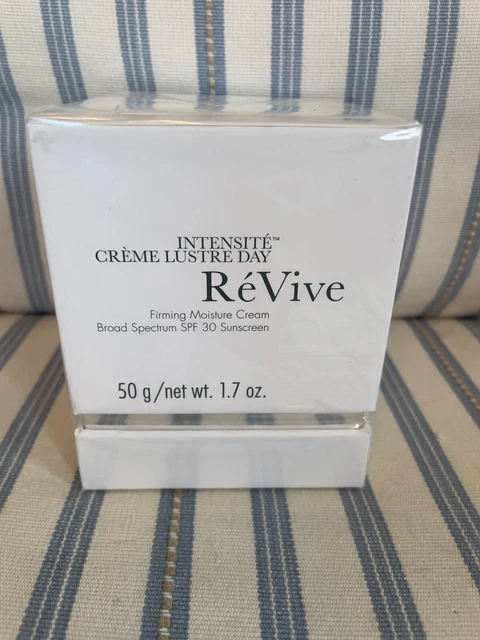 INTENSITÉ™
CRÈME LUSTRE DAY
RéVive
Firming Moisture Cream
Broad Spectrum SPF 30 Sunscreen
50 g/net wt. 1.7 oz.